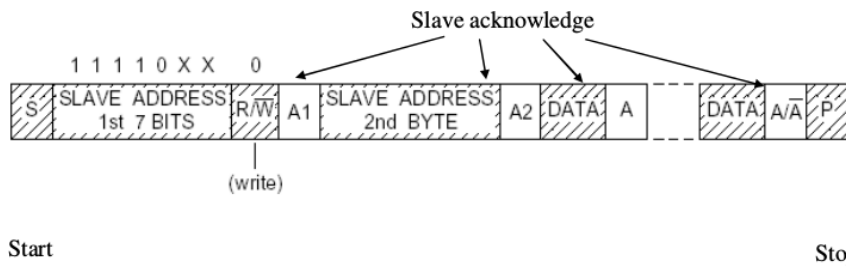 Slave acknowledge
1 1 1 1 0 X X 0
S SLAVE ADDRESS 1st 7 BITS R/W̅ A1 SLAVE ADDRESS 2nd BYTE A2 DATA A DATA A/A̅ P
(write)
Start Sto